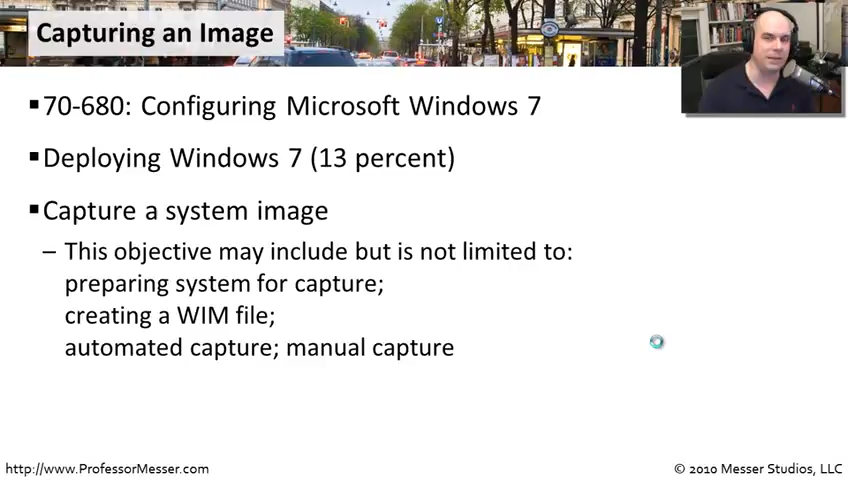 Capturing an Image
▪70-680: Configuring Microsoft Windows 7
▪Deploying Windows 7 (13 percent)
▪Capture a system image
– This objective may include but is not limited to:
preparing system for capture;
creating a WIM file;
automated capture; manual capture
http://www.ProfessorMesser.com
© 2010 Messer Studios, LLC